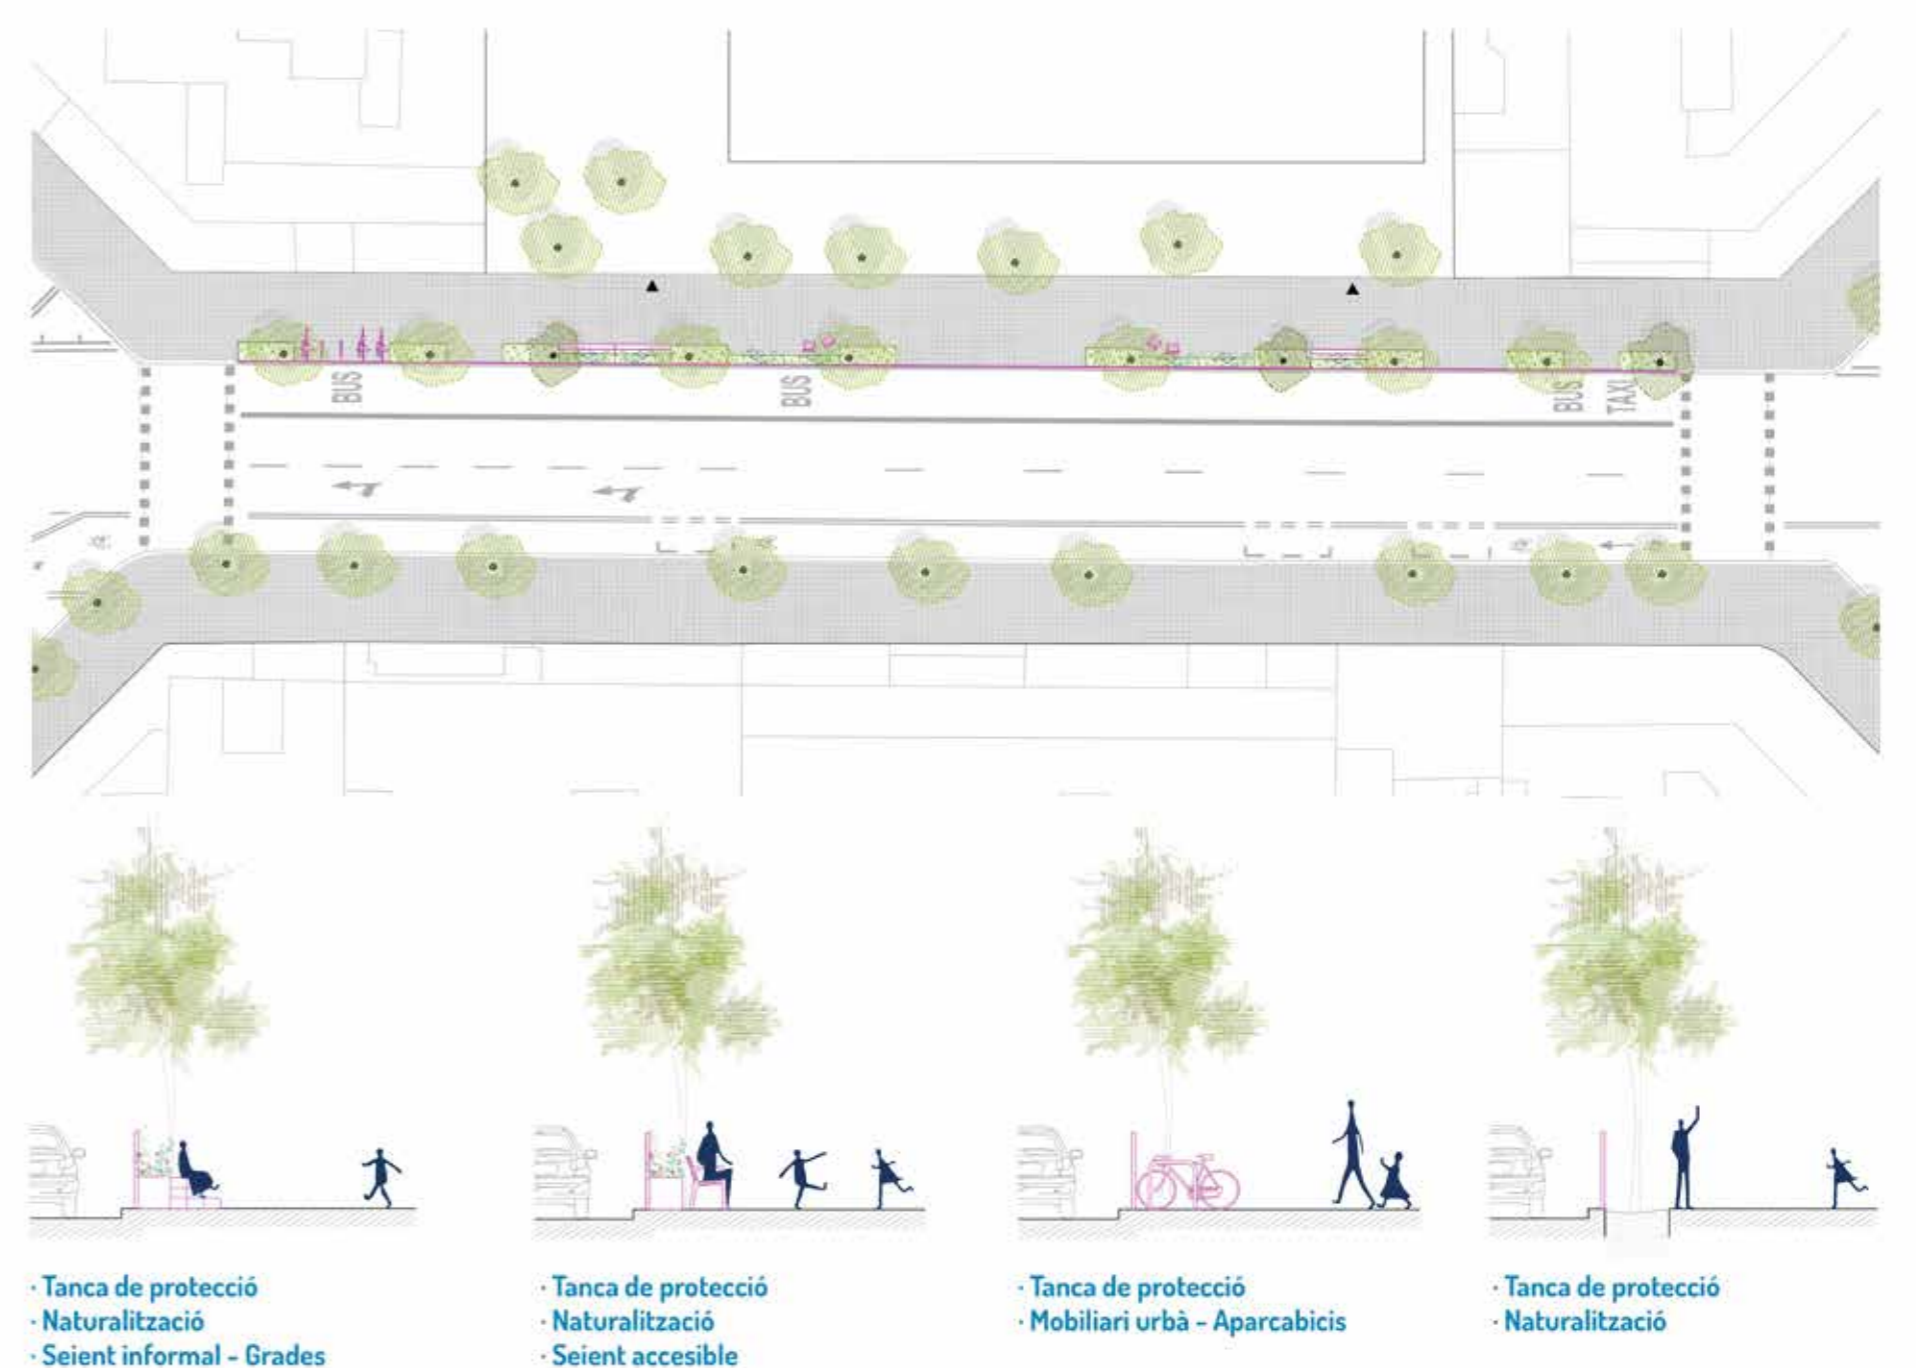 BUS
BUS
BUS
TAXI
· Tanca de protecció
· Naturalització
· Seient informal - Grades
· Tanca de protecció
· Naturalització
· Seient accesible
· Tanca de protecció
· Mobiliari urbà - Aparcabicis
· Tanca de protecció
· Naturalització